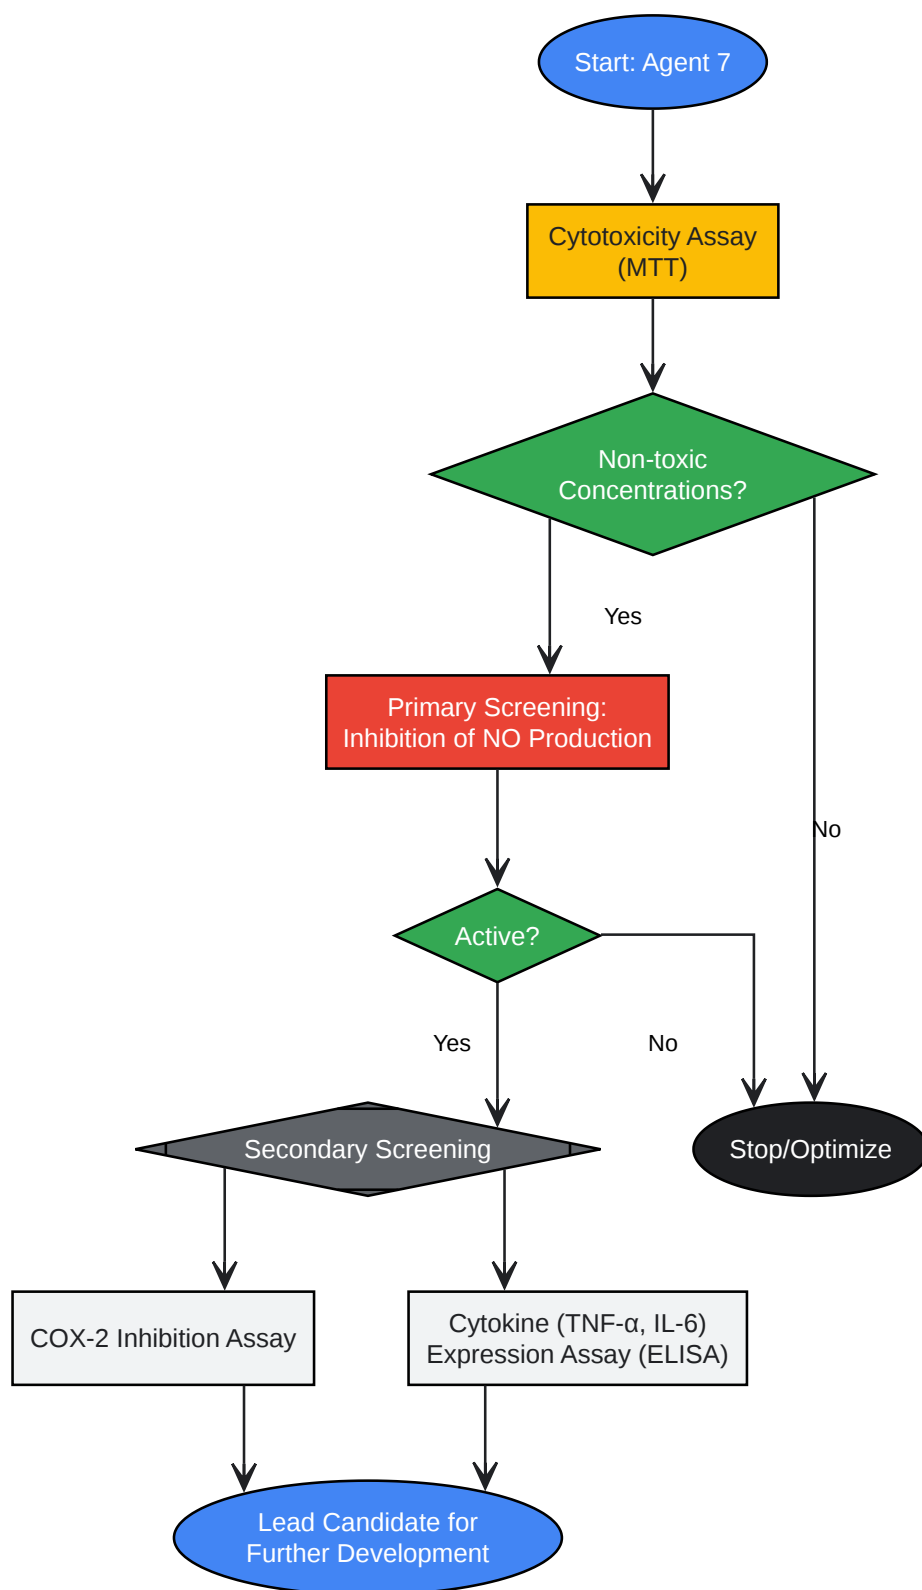 Start: Agent 7
Cytotoxicity Assay
(MTT)
Non-toxic
Concentrations?
Yes
Primary Screening:
Inhibition of NO Production
No
Active?
Yes
No
Secondary Screening
Stop/Optimize
COX-2 Inhibition Assay
Cytokine (TNF-α, IL-6)
Expression Assay (ELISA)
Lead Candidate for
Further Development